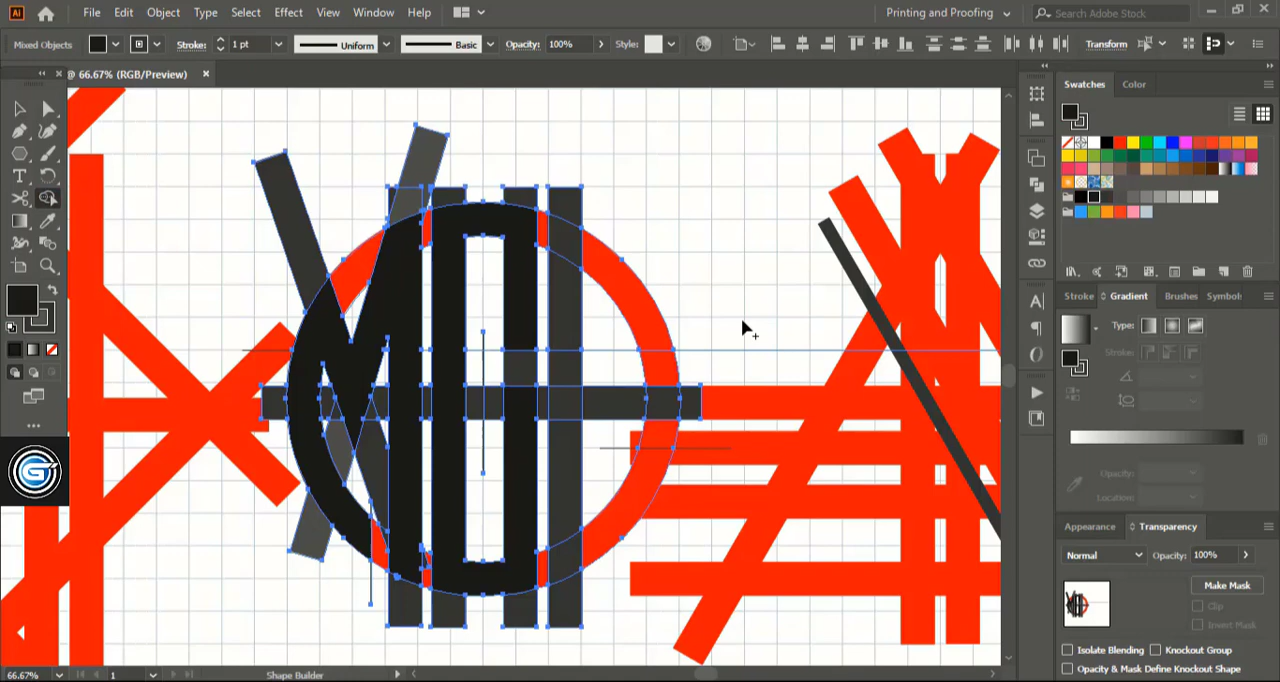 Ai File Edit Object Type Select Effect View Window Help Printing and Proofing Search Adobe Stock
Mixed Objects Stroke: 1 pt Uniform Basic Opacity: 100% Style: Transform
@ 66.67% (RGB/Preview)
Swatches Color
Stroke Gradient Brushes Symbol:
Type:
Opacity:
Location:
Appearance Transparency
Normal Opacity: 100%
Make Mask
Clip
Invert Mask
Isolate Blending Knockout Group
Opacity & Mask Define Knockout Shape
66.67% 1 Shape Builder